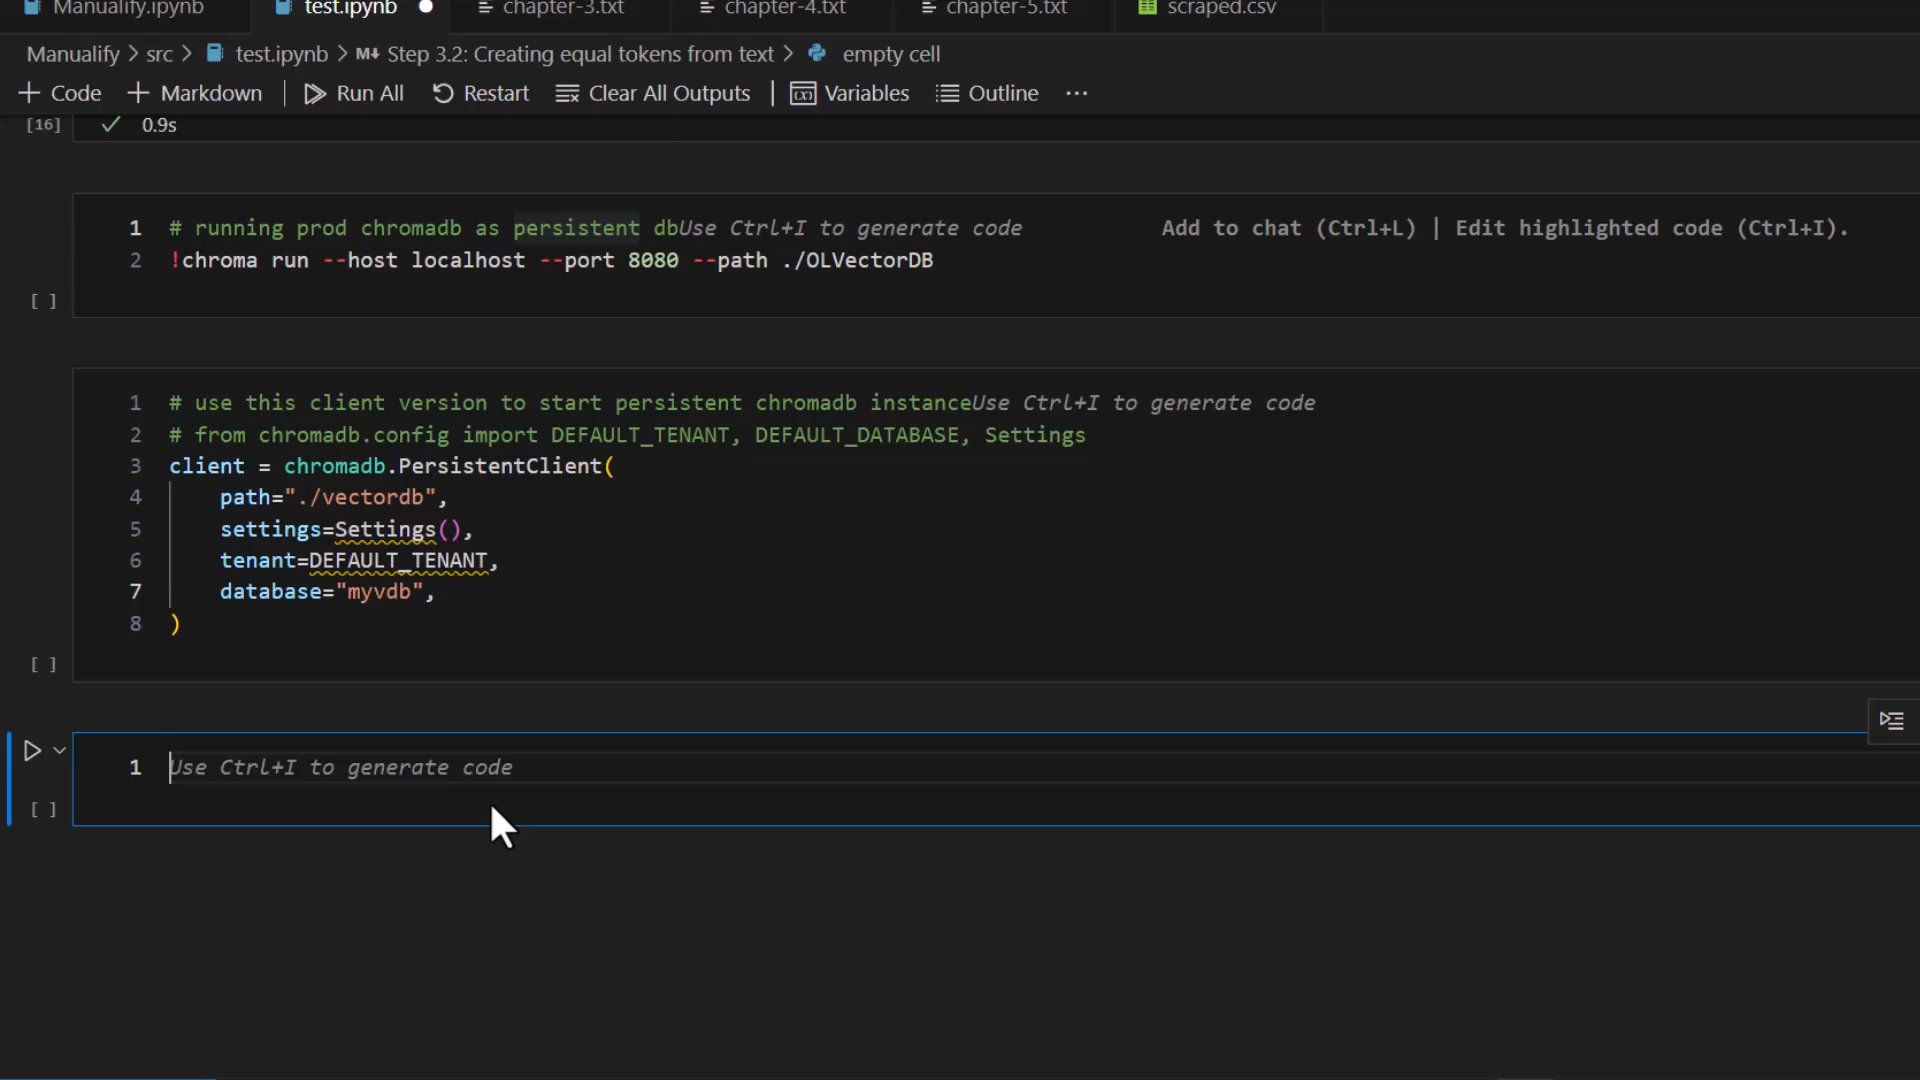 Manualify.ipynb test.ipynb chapter-3.txt chapter-4.txt chapter-5.txt scraped.csv
Manualify > src > test.ipynb > M↓ Step 3.2: Creating equal tokens from text > empty cell
+ Code + Markdown | Run All Restart Clear All Outputs | Variables Outline ...
[16] ✓ 0.9s
1 # running prod chromadb as persistent dbUse Ctrl+I to generate code Add to chat (Ctrl+L) | Edit highlighted code (Ctrl+I).
2 !chroma run --host localhost --port 8080 --path ./OLVectorDB
[ ]
1 # use this client version to start persistent chromadb instanceUse Ctrl+I to generate code
2 # from chromadb.config import DEFAULT_TENANT, DEFAULT_DATABASE, Settings
3 client = chromadb.PersistentClient(
4 path="./vectordb",
5 settings=Settings(),
6 tenant=DEFAULT_TENANT,
7 database="myvdb",
8 )
[ ]
1 Use Ctrl+I to generate code
[ ]